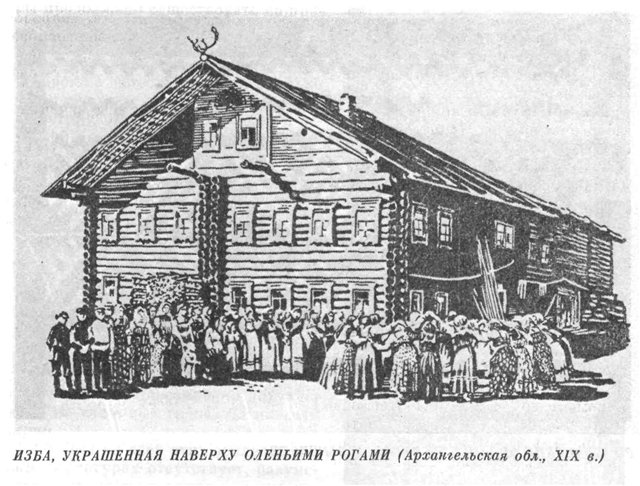 ИЗБА, УКРАШЕННАЯ НАВЕРХУ ОЛЕНЬИМИ РОГАМИ (Архангельская обл., XIX в.)